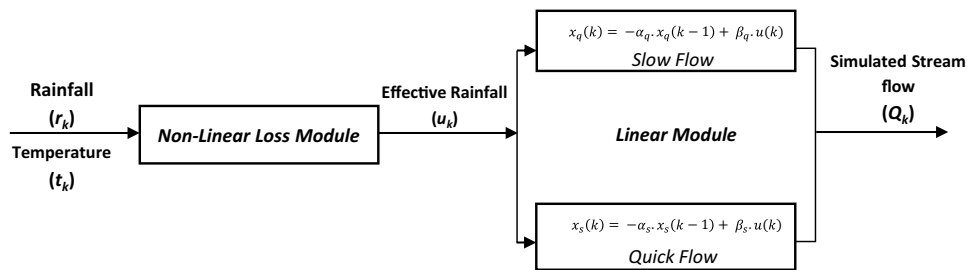 Rainfall
(r_k)
Temperature
(t_k)
Non-Linear Loss Module
Effective Rainfall
(u_k)
x_q(k) = −α_q. x_q(k − 1) + β_q. u(k)
Slow Flow
Linear Module
x_s(k) = −α_s. x_s(k − 1) + β_s. u(k)
Quick Flow
Simulated Stream
flow
(Q_k)